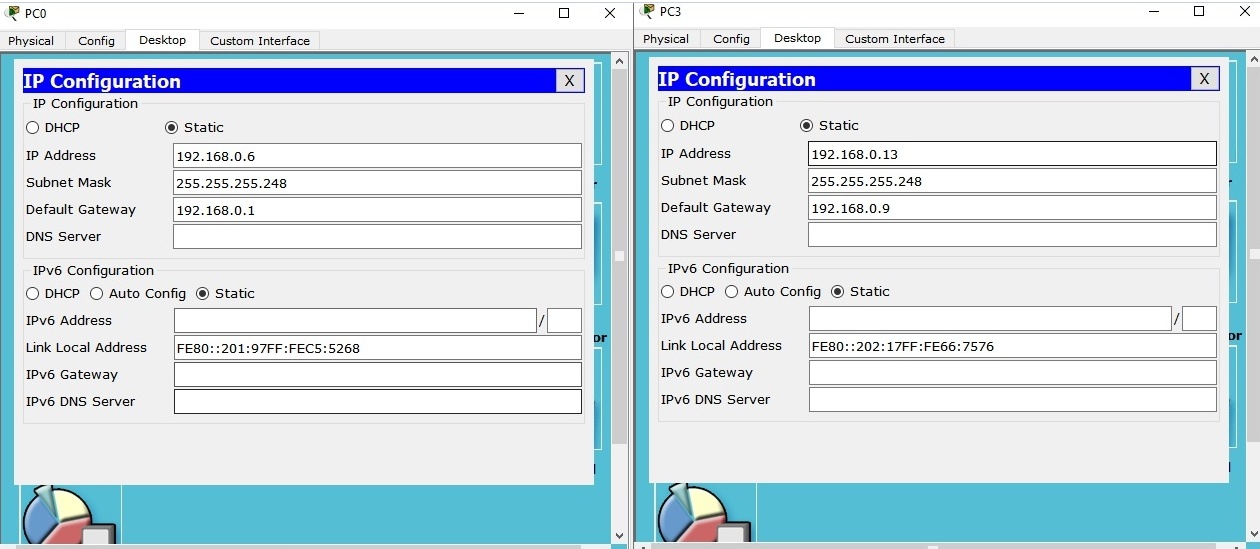 PC0
Physical Config Desktop Custom Interface
IP Configuration X
IP Configuration
DHCP Static
IP Address 192.168.0.6
Subnet Mask 255.255.255.248
Default Gateway 192.168.0.1
DNS Server
IPv6 Configuration
DHCP Auto Config Static
IPv6 Address /
Link Local Address FE80::201:97FF:FEC5:5268
IPv6 Gateway
IPv6 DNS Server
PC3
Physical Config Desktop Custom Interface
IP Configuration X
IP Configuration
DHCP Static
IP Address 192.168.0.13
Subnet Mask 255.255.255.248
Default Gateway 192.168.0.9
DNS Server
IPv6 Configuration
DHCP Auto Config Static
IPv6 Address /
Link Local Address FE80::202:17FF:FE66:7576
IPv6 Gateway
IPv6 DNS Server